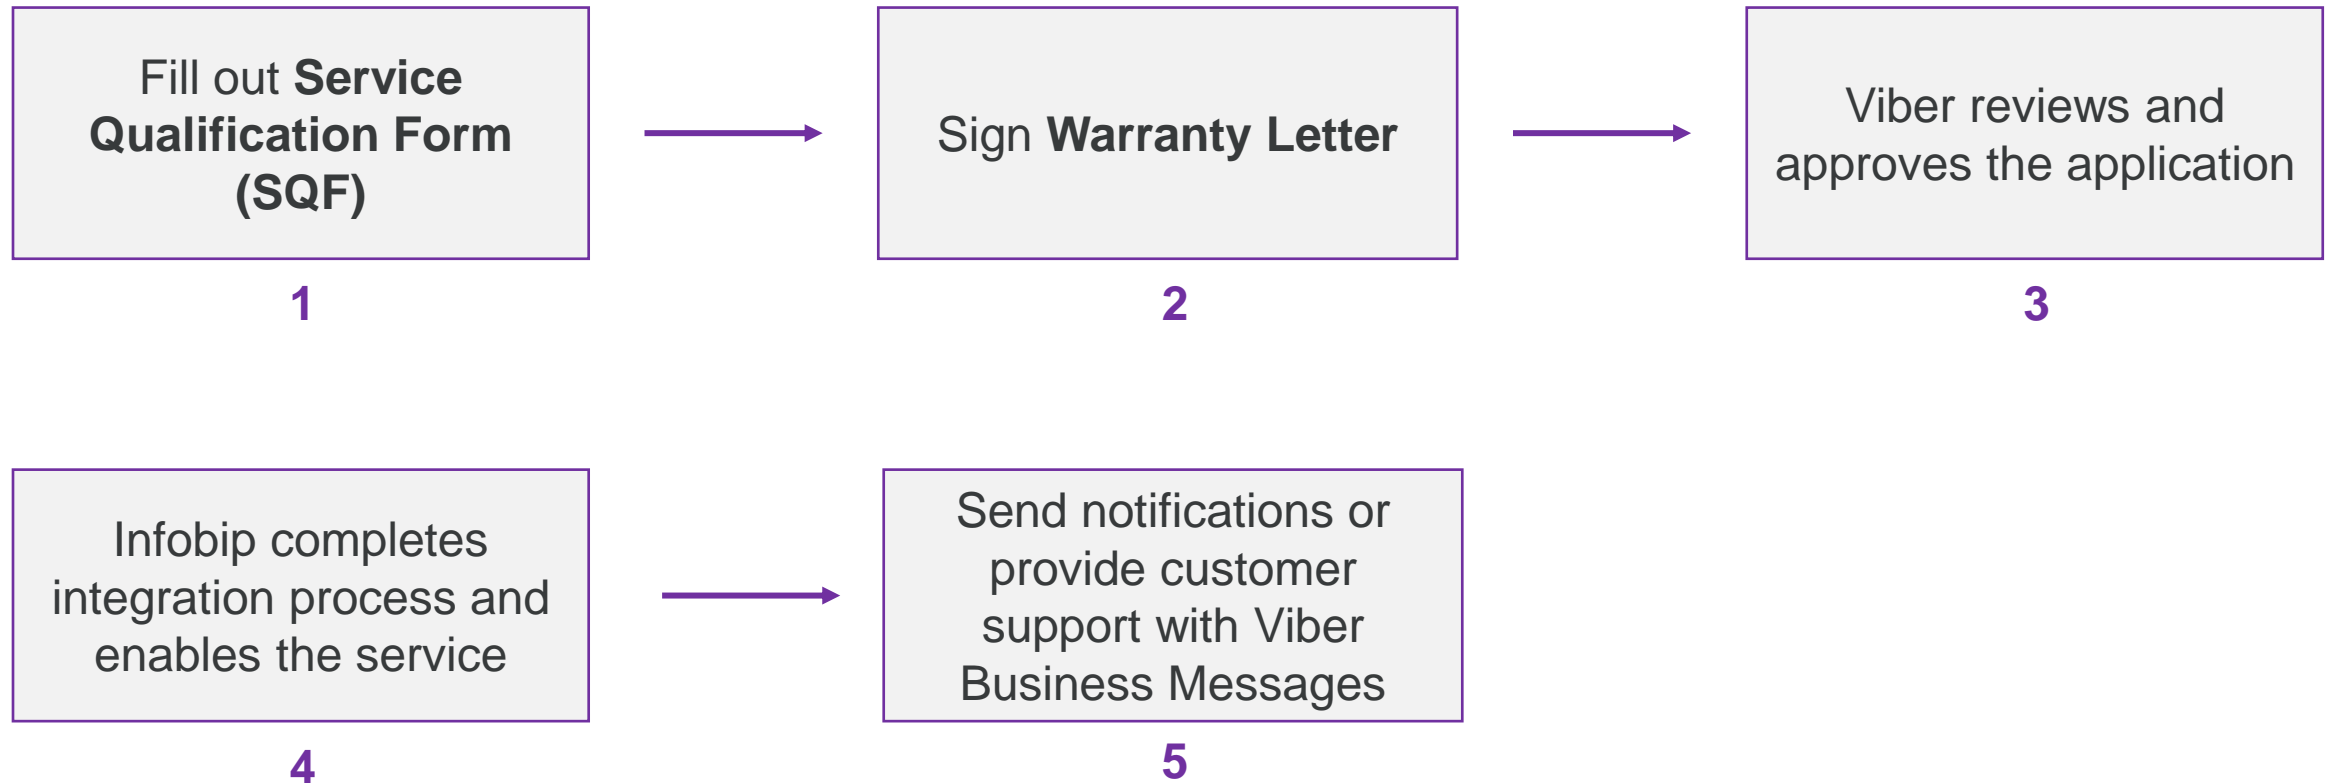 Fill out Service
Qualification Form
(SQF)
1
Sign Warranty Letter
2
Viber reviews and
approves the application
3
Infobip completes
integration process and
enables the service
4
Send notifications or
provide customer
support with Viber
Business Messages
5